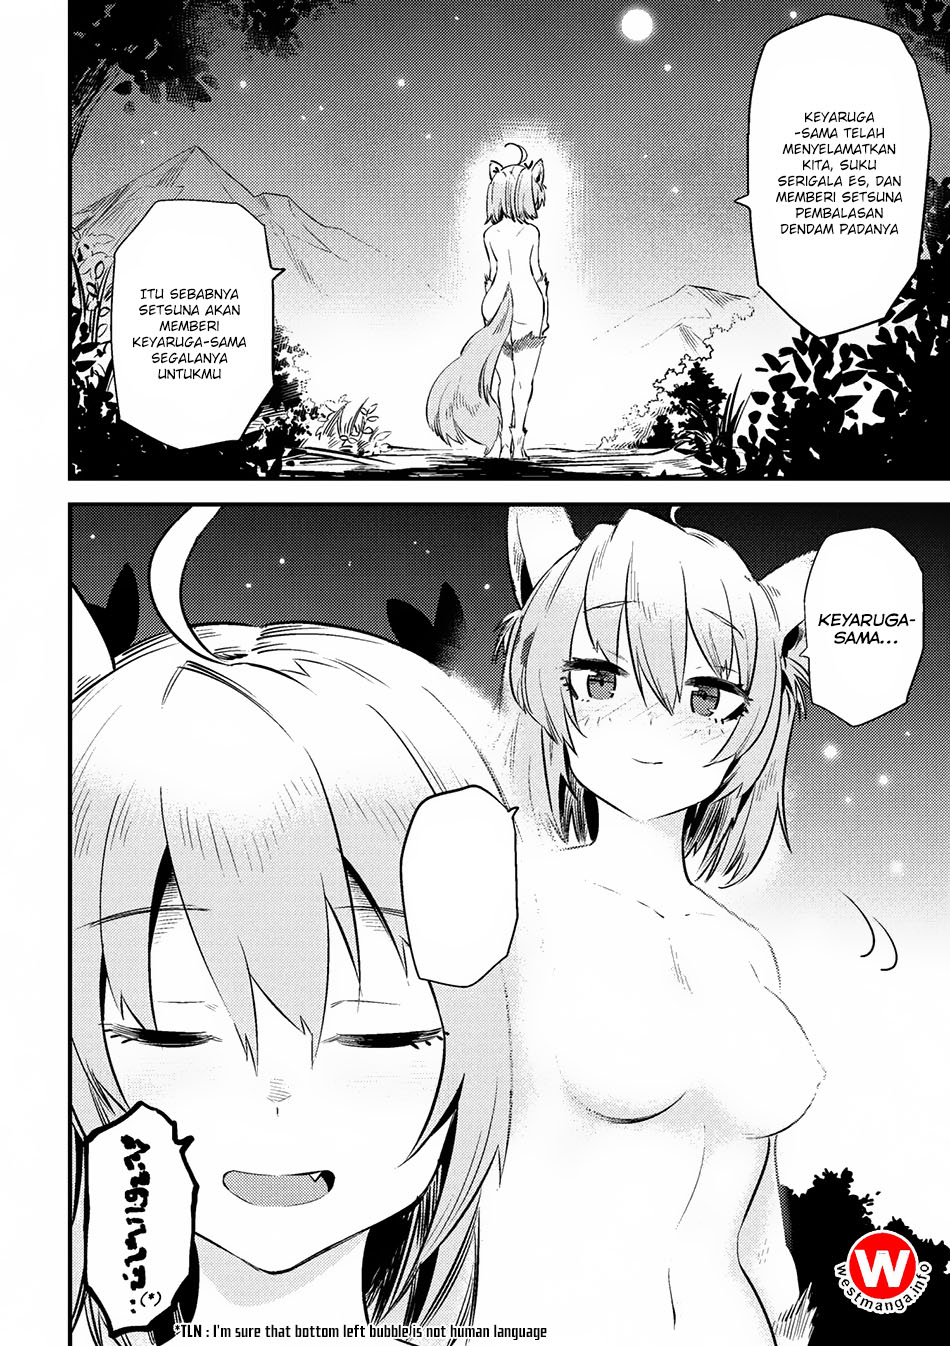 KEYARUGA
-SAMA TELAH
MENYELAMATKAN
KITA, SUKU
SERIGALA ES, DAN
MEMBERI SETSUNA
PEMBALASAN
DENDAM PADANYA
ITU SEBABNYA
SETSUNA AKAN
MEMBERI
KEYARUGA-SAMA
SEGALANYA
UNTUKMU
KEYARUGA-
SAMA...
(*)
*TLN : I'm sure that bottom left bubble is not human language
W
westmanga.info